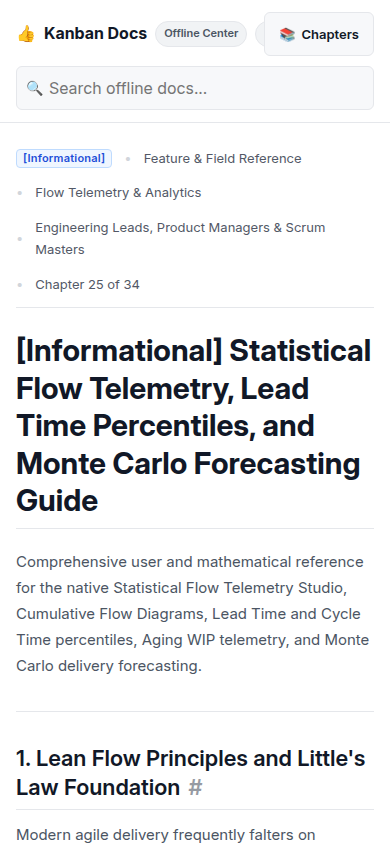 Kanban Docs
Offline Center
Chapters
Search offline docs...
[Informational]
Feature & Field Reference
Flow Telemetry & Analytics
Engineering Leads, Product Managers & Scrum
Masters
Chapter 25 of 34
[Informational] Statistical
Flow Telemetry, Lead
Time Percentiles, and
Monte Carlo Forecasting
Guide
Comprehensive user and mathematical reference
for the native Statistical Flow Telemetry Studio,
Cumulative Flow Diagrams, Lead Time and Cycle
Time percentiles, Aging WIP telemetry, and Monte
Carlo delivery forecasting.
1. Lean Flow Principles and Little's
Law Foundation #
Modern agile delivery frequently falters on